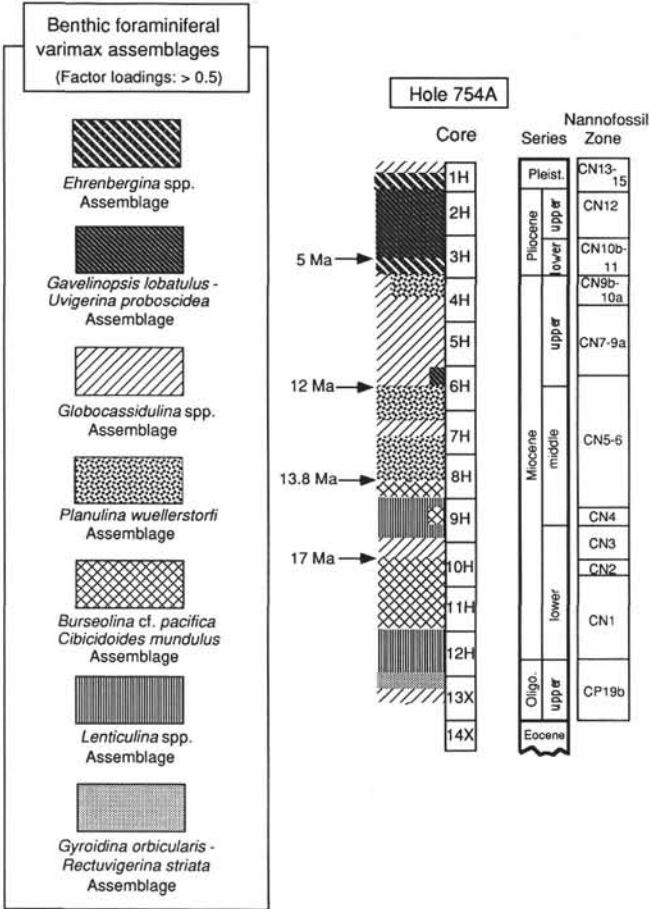 Benthic foraminiferal
varimax assemblages
(Factor loadings: > 0.5)
Ehrenbergina spp.
Assemblage
Gavelinopsis lobatulus -
Uvigerina proboscidea
Assemblage
Globocassidulina spp.
Assemblage
Planulina wuellerstorfi
Assemblage
Burseolina cf. pacifica
Cibicidoides mundulus
Assemblage
Lenticulina spp.
Assemblage
Gyroidina orbicularis -
Rectuvigerina striata
Assemblage
Hole 754A
Core
1H
2H
3H
4H
5H
6H
7H
8H
9H
10H
11H
12H
13X
14X
5 Ma
12 Ma
13.8 Ma
17 Ma
Series
Pleist.
Pliocene
upper
lower
Miocene
upper
middle
lower
Oligo.
upper
Eocene
Nannofossil
Zone
CN13-
15
CN12
CN10b-
11
CN9b-
10a
CN7-9a
CN5-6
CN4
CN3
CN2
CN1
CP19b